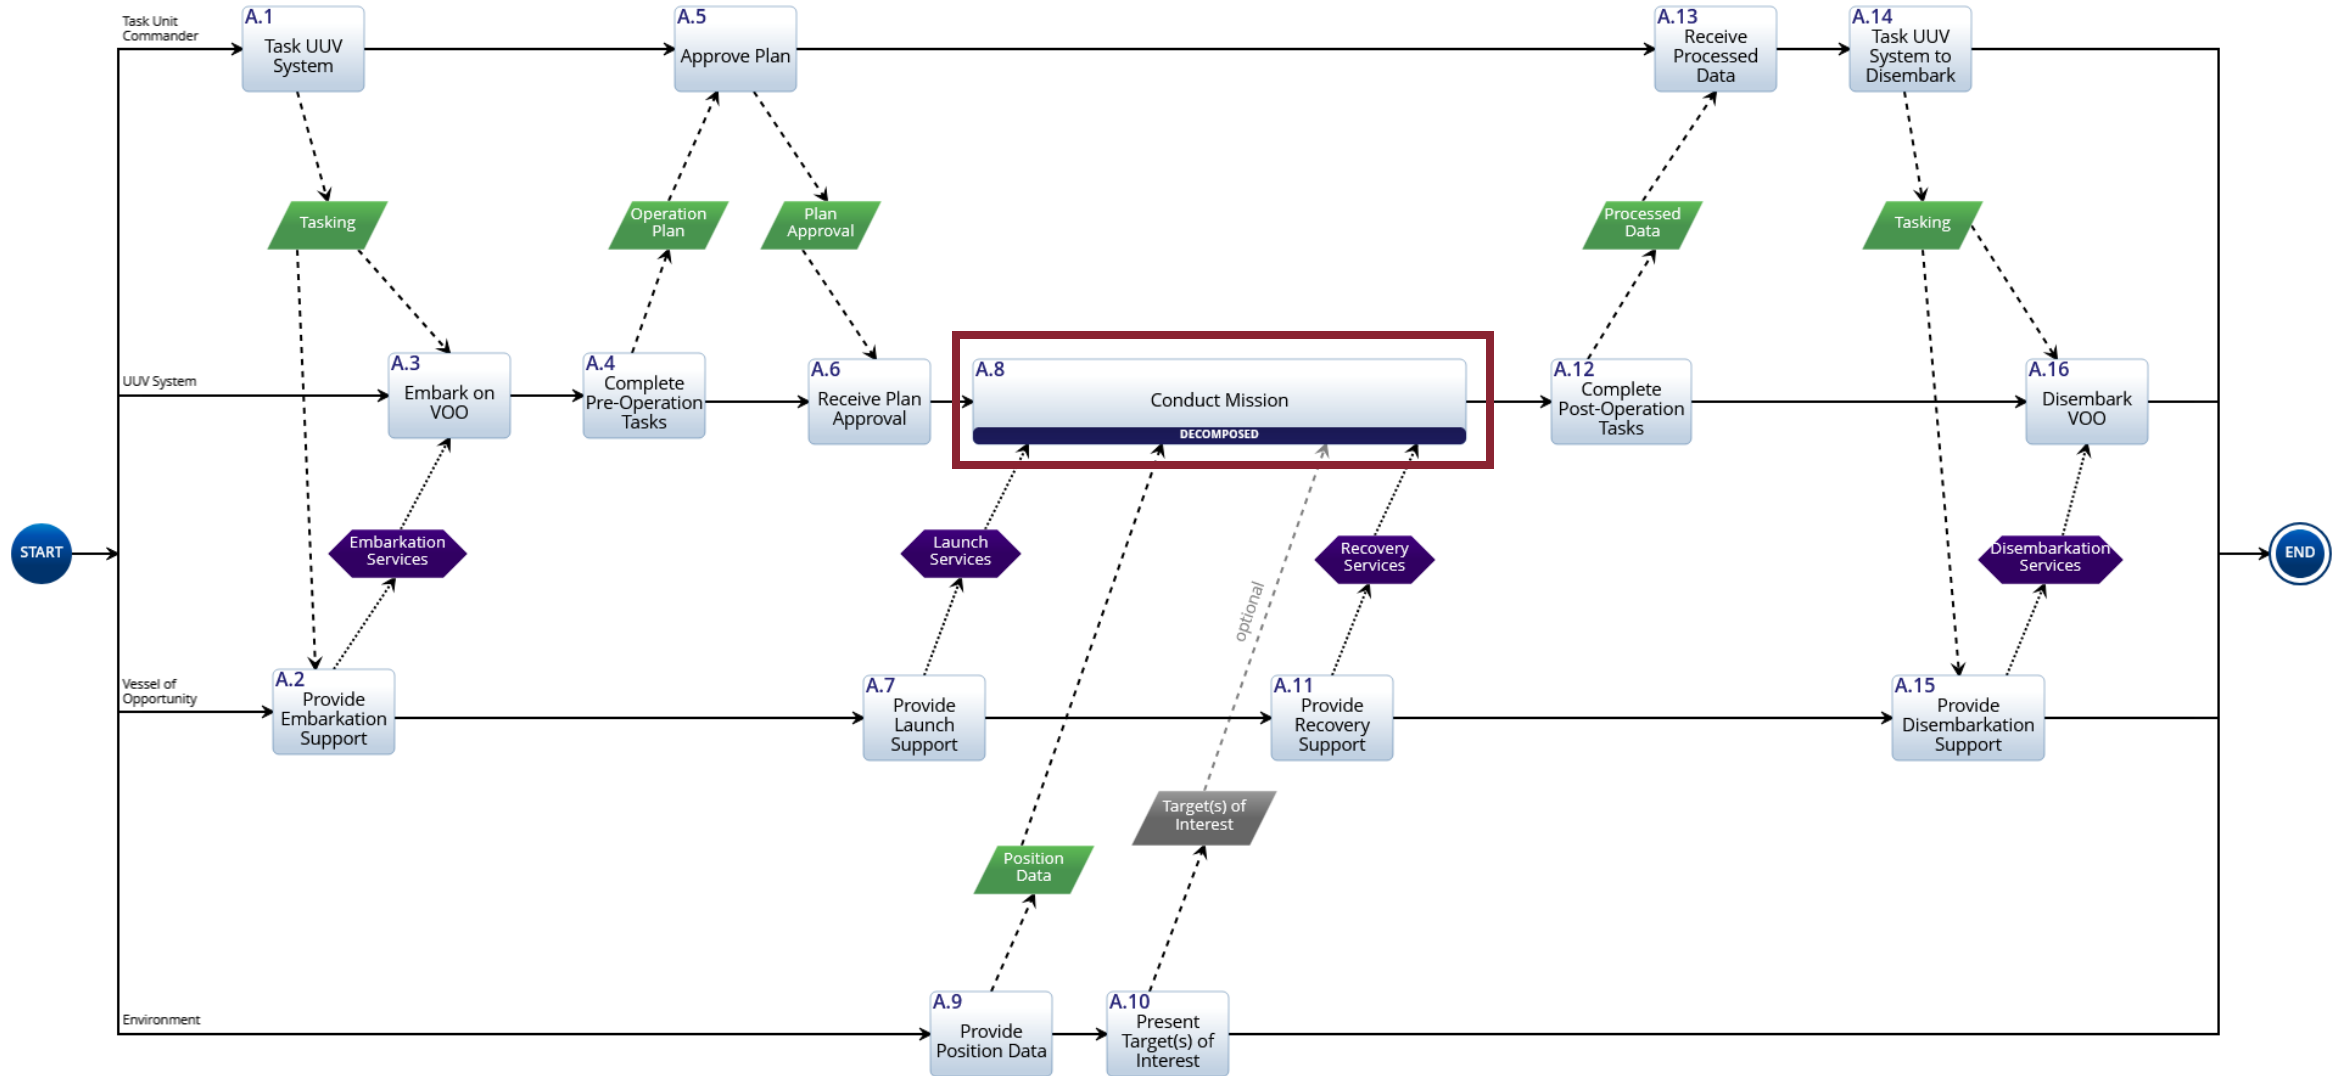 Task Unit
Commander
A.1
Task UUV
System
A.5
Approve Plan
A.13
Receive
Processed
Data
A.14
Task UUV
System to
Disembark
Tasking
Operation
Plan
Plan
Approval
Processed
Data
Tasking
UUV System
A.3
Embark on
VOO
A.4
Complete
Pre-Operation
Tasks
A.6
Receive Plan
Approval
A.8
Conduct Mission
DECOMPOSED
A.12
Complete
Post-Operation
Tasks
A.16
Disembark
VOO
START
Embarkation
Services
Launch
Services
Recovery
Services
Disembarkation
Services
END
optional
Vessel of
Opportunity
A.2
Provide
Embarkation
Support
A.7
Provide
Launch
Support
A.11
Provide
Recovery
Support
A.15
Provide
Disembarkation
Support
Target(s) of
Interest
Position
Data
Environment
A.9
Provide
Position Data
A.10
Present
Target(s) of
Interest